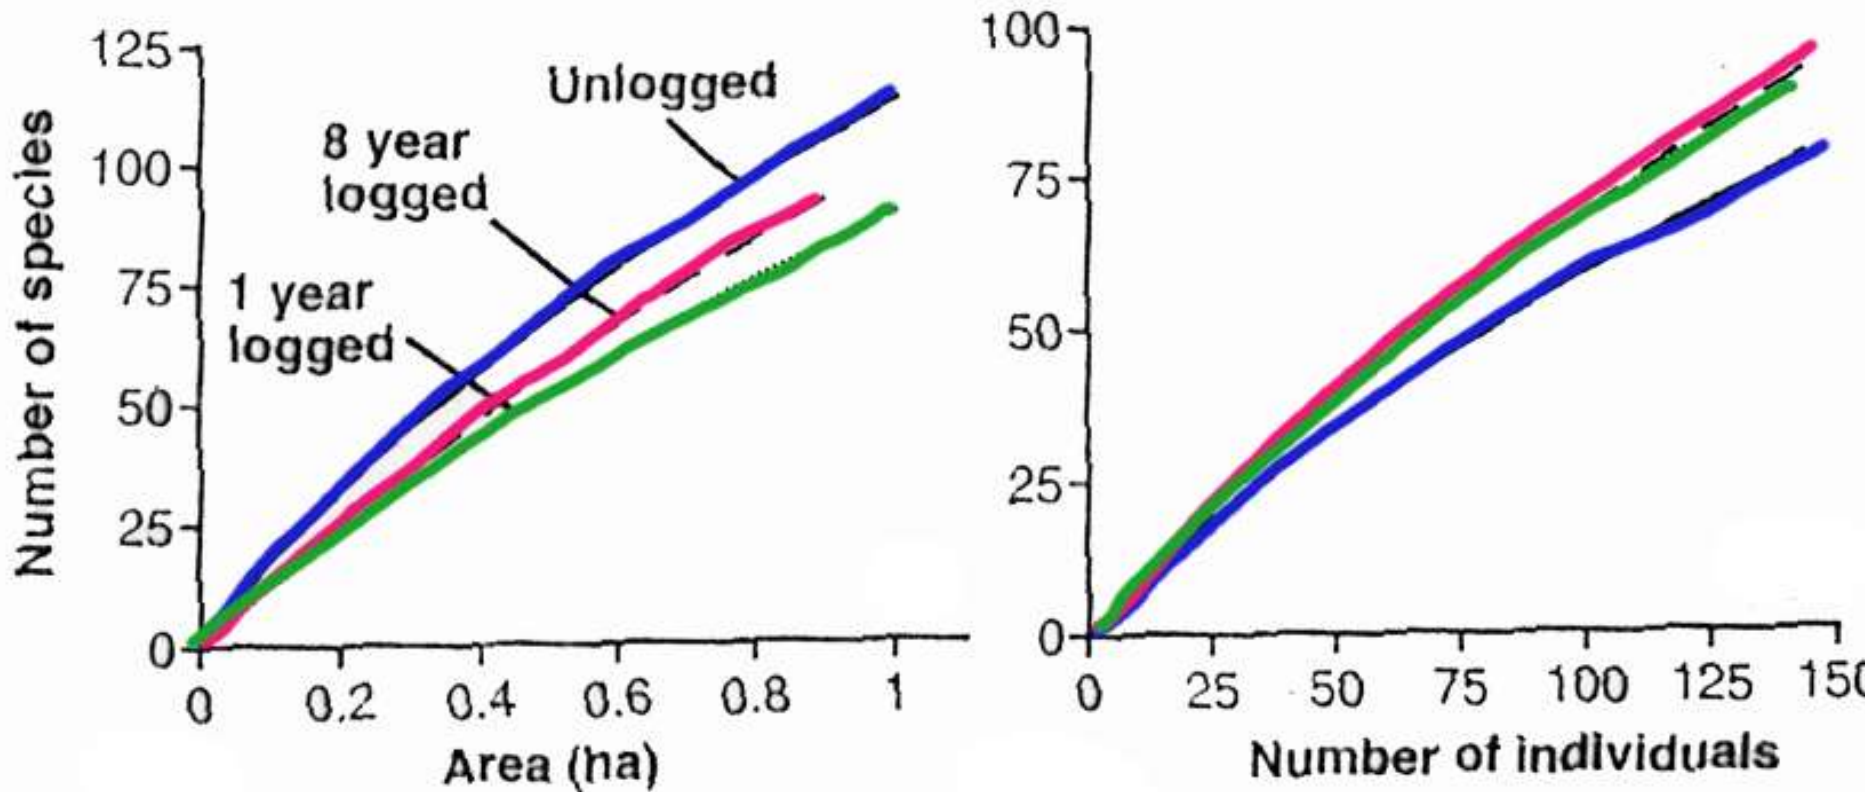 Number of species
125
100
75
50
25
0
Unlogged
8 year
logged
1 year
logged
0 0.2 0.4 0.6 0.8 1
Area (ha)
100
75
50
25
0
0 25 50 75 100 125 150
Number of individuals